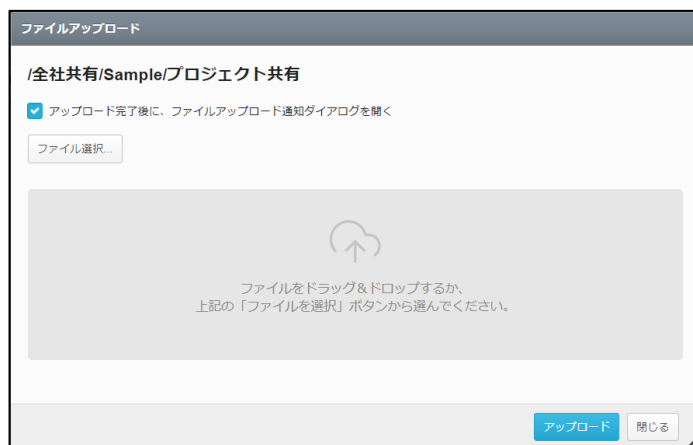 ファイルアップロード
/全社共有/Sample/プロジェクト共有
アップロード完了後に、ファイルアップロード通知ダイアログを開く
ファイル選択...
ファイルをドラッグ＆ドロップするか、
上記の「ファイルを選択」ボタンから選んでください。
アップロード 閉じる